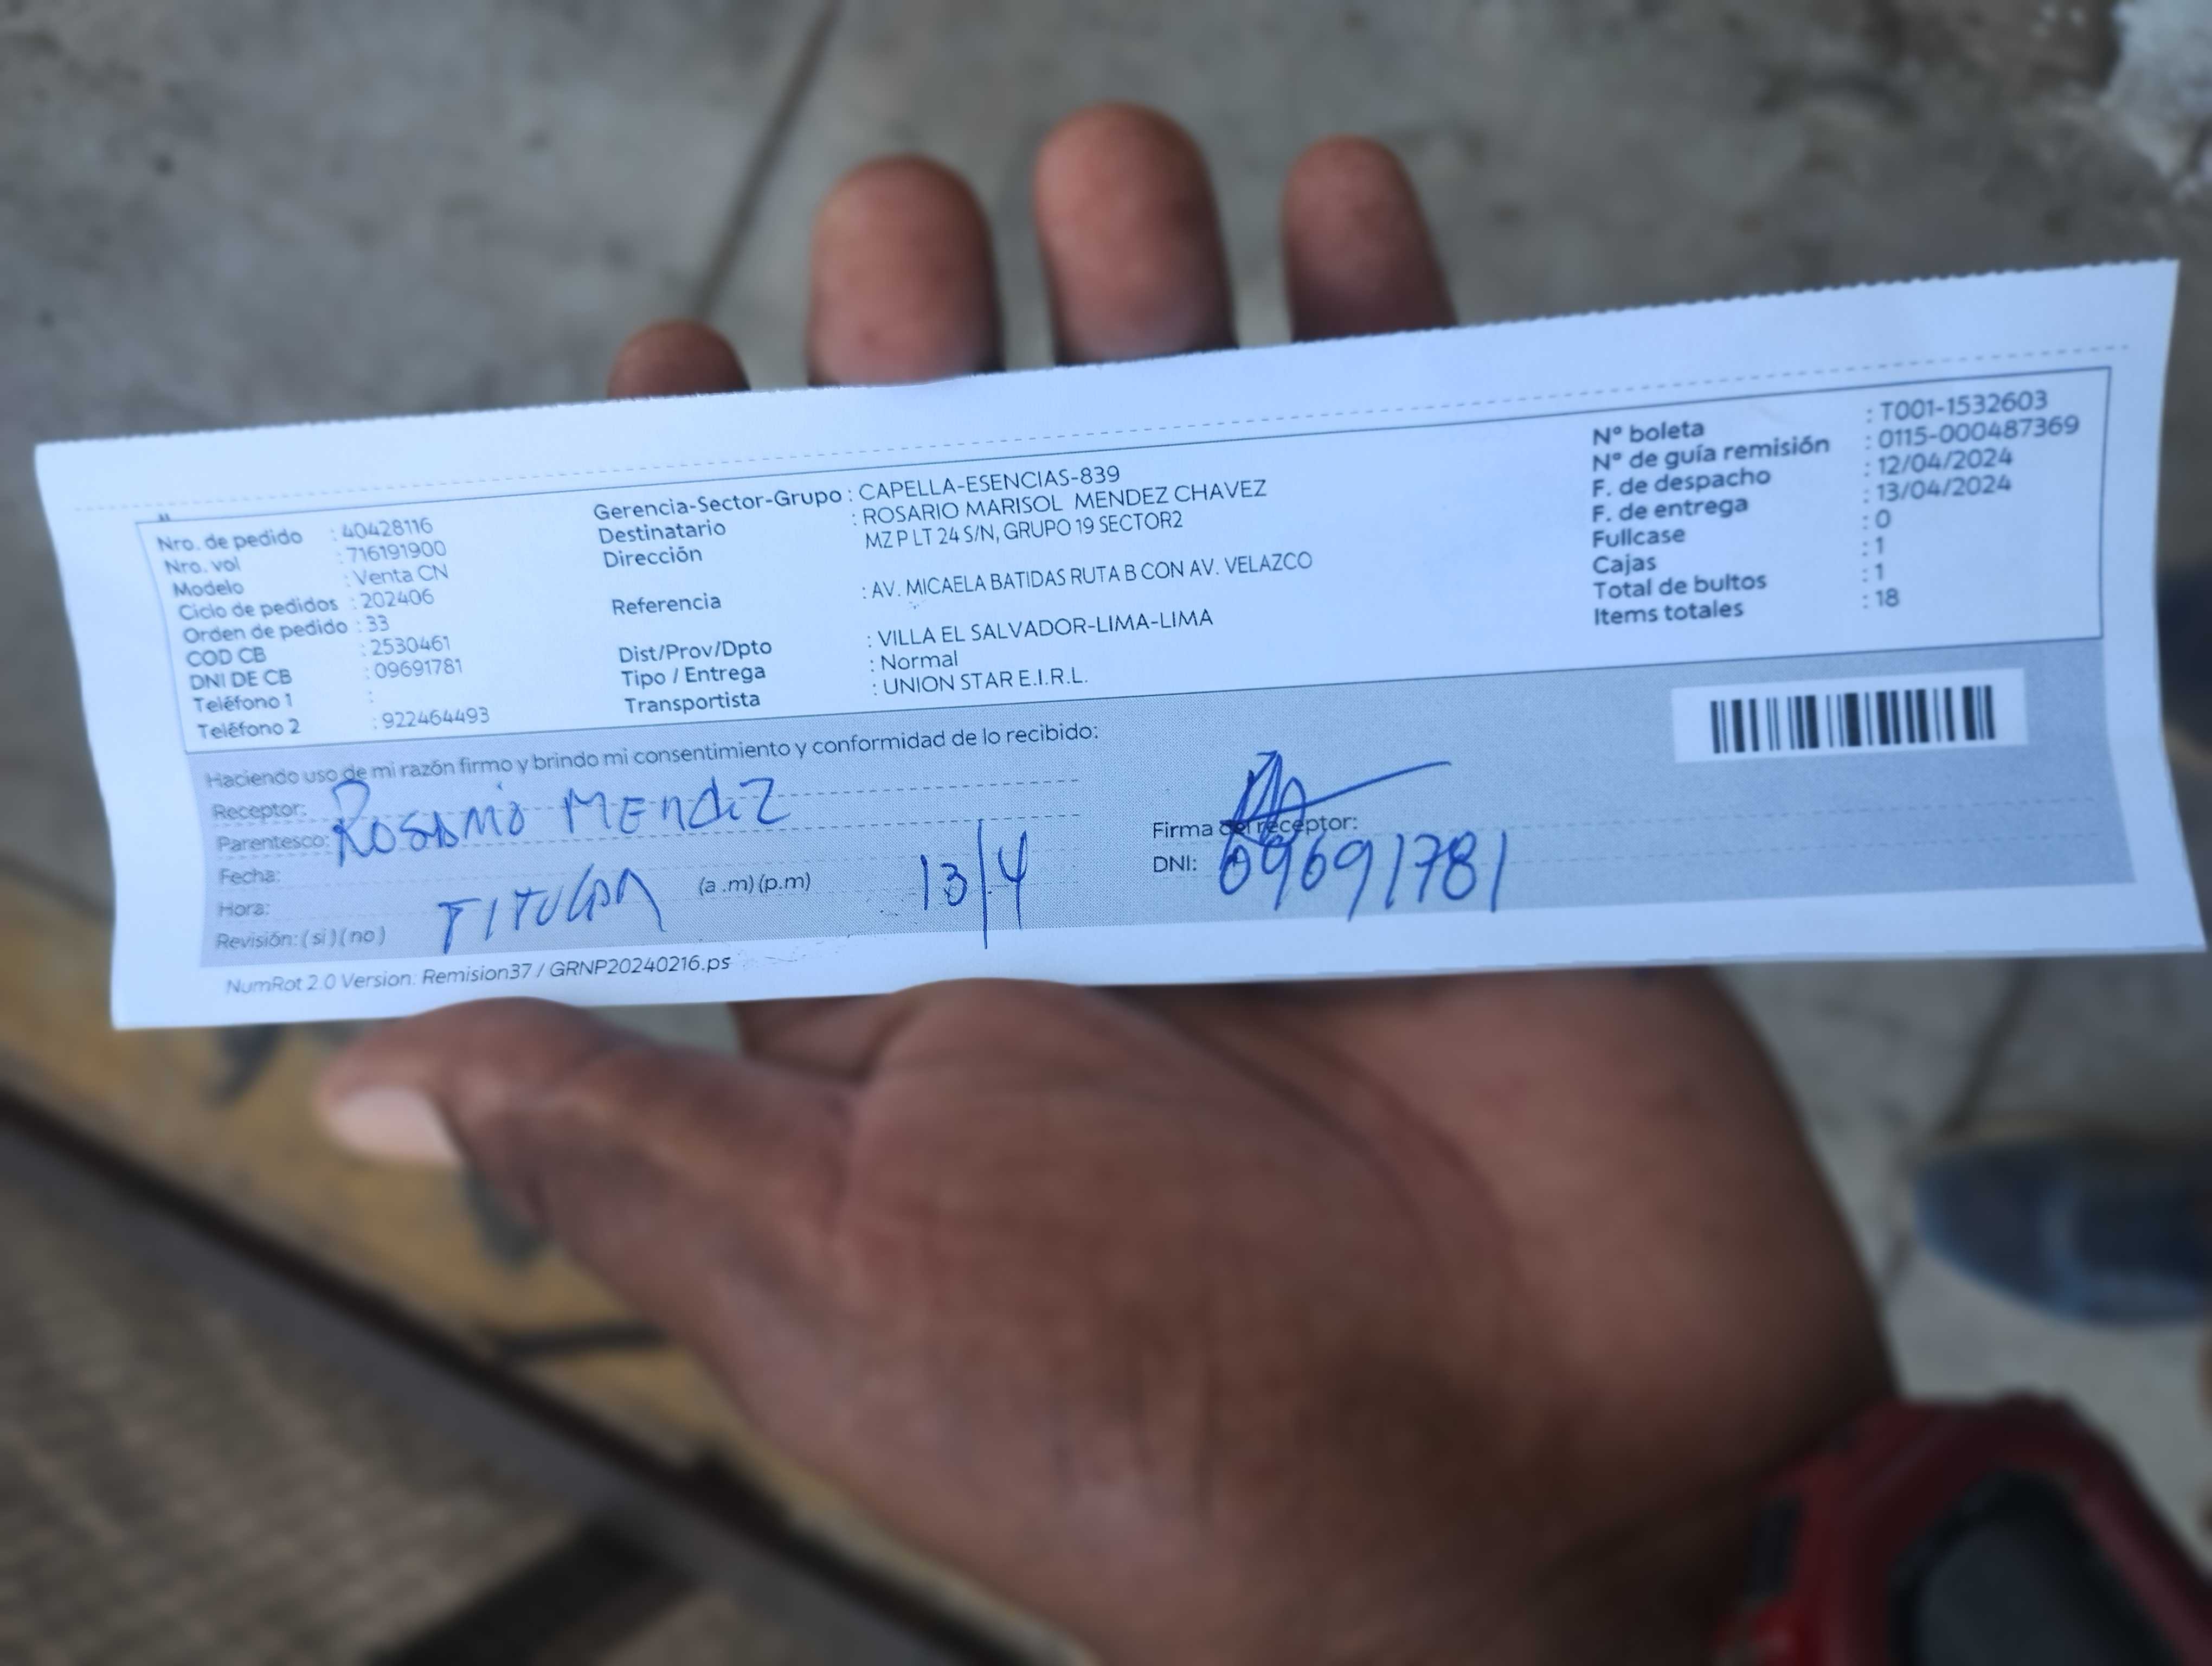 Nro. de pedido : 40428116
Nro. vol : 716191900
Modelo : Venta CN
Ciclo de pedidos : 202406
Orden de pedido : 33
COD CB : 2530461
DNI DE CB : 09691781
Teléfono 1 :
Teléfono 2 : 922464493
Gerencia-Sector-Grupo : CAPELLA-ESENCIAS-839
Destinatario : ROSARIO MARISOL MENDEZ CHAVEZ
Dirección MZ P LT 24 S/N, GRUPO 19 SECTOR2
Referencia : AV. MICAELA BATIDAS RUTA B CON AV. VELAZCO
Dist/Prov/Dpto : VILLA EL SALVADOR-LIMA-LIMA
Tipo / Entrega : Normal
Transportista : UNION STAR E.I.R.L.
Nº boleta : T001-1532603
Nº de guía remisión : 0115-000487369
F. de despacho : 12/04/2024
F. de entrega : 13/04/2024
Fullcase : 0
Cajas : 1
Total de bultos : 1
Items totales : 18
Haciendo uso de mi razón firmo y brindo mi consentimiento y conformidad de lo recibido:
Receptor:
Parentesco: Rosario MENdEZ
Fecha:
Hora: (a .m) (p.m) 13/4
Revisión: ( si ) ( no ) TITULAR
Firma del receptor:
DNI: 09691781
NumRot 2.0 Version: Remision37 / GRNP20240216.ps